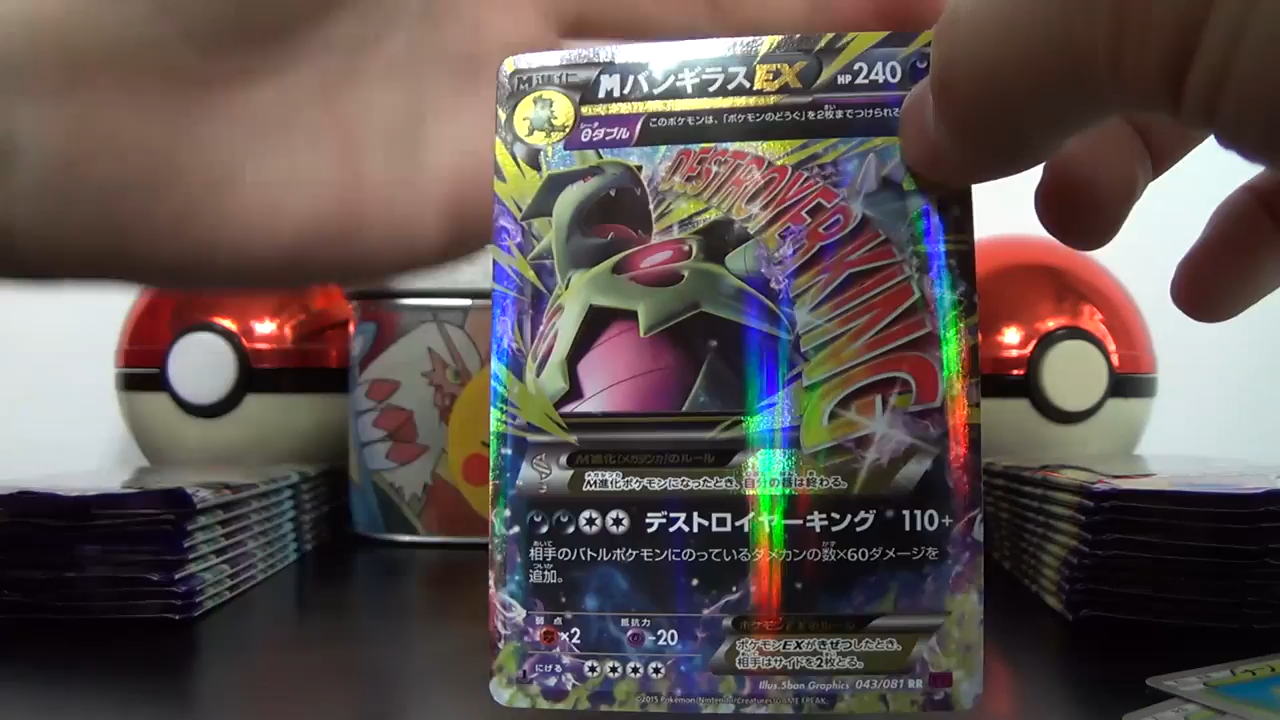 M進化
MバンギラスEX HP240
シータ
θダブル
このポケモンは、「ポケモンのどうぐ」を2枚までつけられる
DESTROYER KING
M進化[メガシンカ]のルール
M進化ポケモンになったとき、自分の番は終わる。
デストロイヤーキング 110+
相手のバトルポケモンにのっているダメカンの数×60ダメージを
追加。
弱点 抵抗力
×2 -20
ポケモンEXのルール
ポケモンEXがきぜつしたとき、
相手はサイドを2枚とる。
にげる
Illus.5ban Graphics 043/081 RR
©2015 Pokémon/Nintendo/Creatures/GAME FREAK.